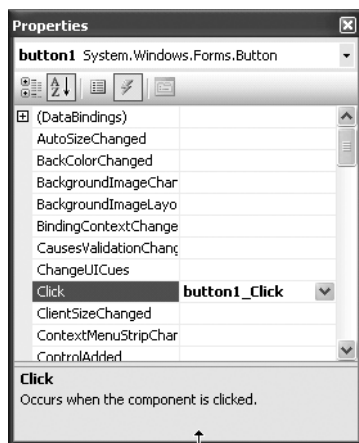 Properties
button1 System.Windows.Forms.Button
(DataBindings)
AutoSizeChanged
BackColorChanged
BackgroundImageChar
BackgroundImageLayo
BindingContextChange
CausesValidationChang
ChangeUICues
Click button1_Click
ClientSizeChanged
ContextMenuStripChar
ControlAdded
Click
Occurs when the component is clicked.